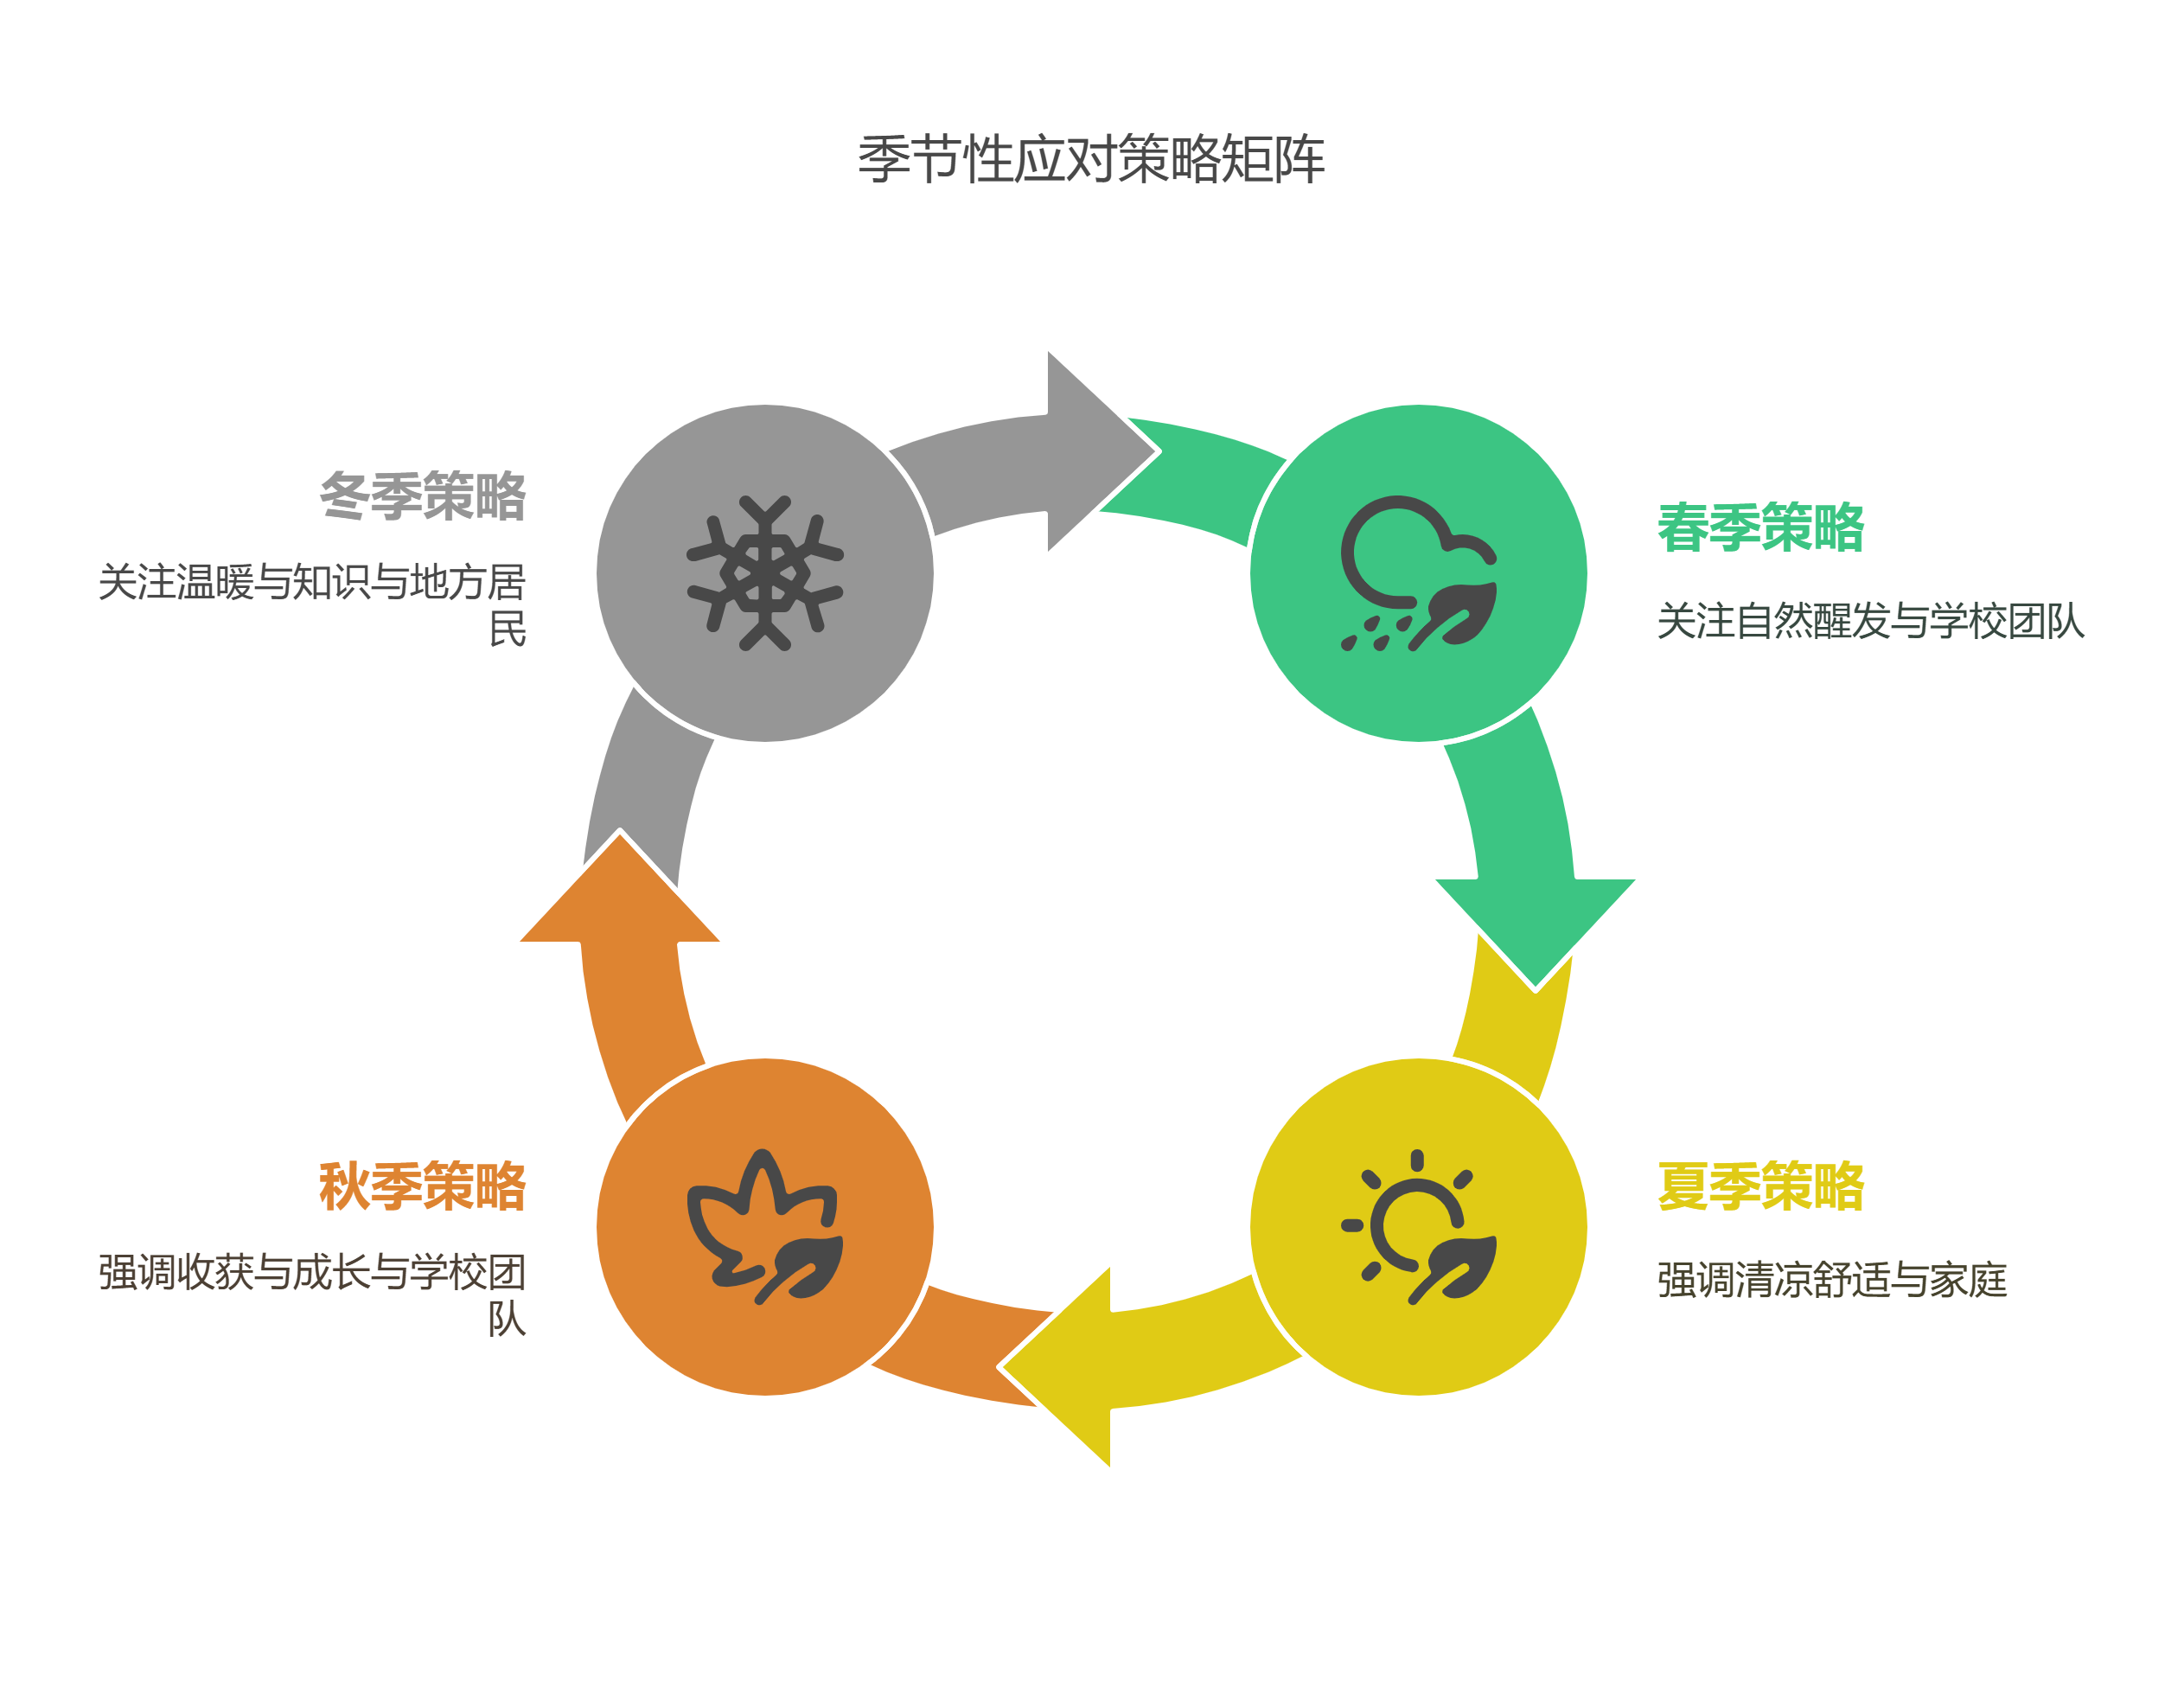 季节性应对策略矩阵
冬季策略
关注温暖与知识与地方居
民
春季策略
关注自然醒发与学校团队
秋季策略
强调收获与成长与学校团
队
夏季策略
强调清凉舒适与家庭